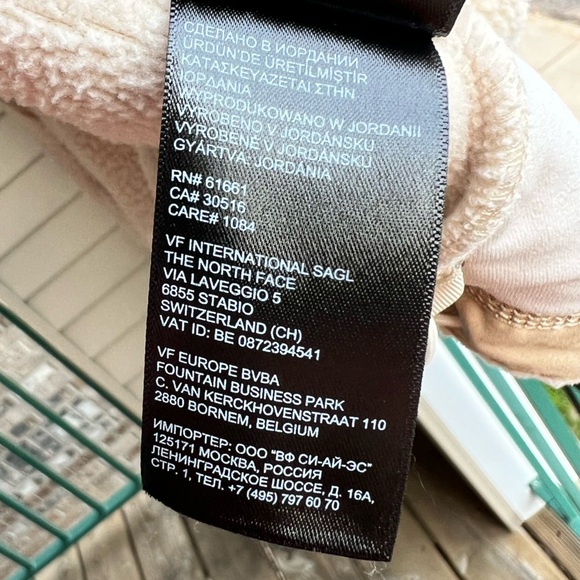 СДЕЛАНО В ИОРДАНИИ
ÜRDÜN'DE ÜRETİLMİŞTİR
ΚΑΤΑΣΚΕΥΑΖΕΤΑΙ ΣΤΗΝ
ΙΟΡΔΑΝΙΑ
WYPRODUKOWANO W JORDANII
VYROBENO V JORDÁNSKU
VYROBENÉ V JORDÁNSKU
GYÁRTVA: JORDÁNIA
RN# 61661
CA# 30516
CARE# 1084
VF INTERNATIONAL SAGL
THE NORTH FACE
VIA LAVEGGIO 5
6855 STABIO
SWITZERLAND (CH)
VAT ID: BE 0872394541
VF EUROPE BVBA
FOUNTAIN BUSINESS PARK
C. VAN KERCKHOVENSTRAAT 110
2880 BORNEM, BELGIUM
ИМПОРТЕР: ООО "ВФ СИ-АЙ-ЭС"
125171 МОСКВА, РОССИЯ
ЛЕНИНГРАДСКОЕ ШОССЕ, Д. 16А,
СТР. 1, ТЕЛ. +7 (495) 797 60 70